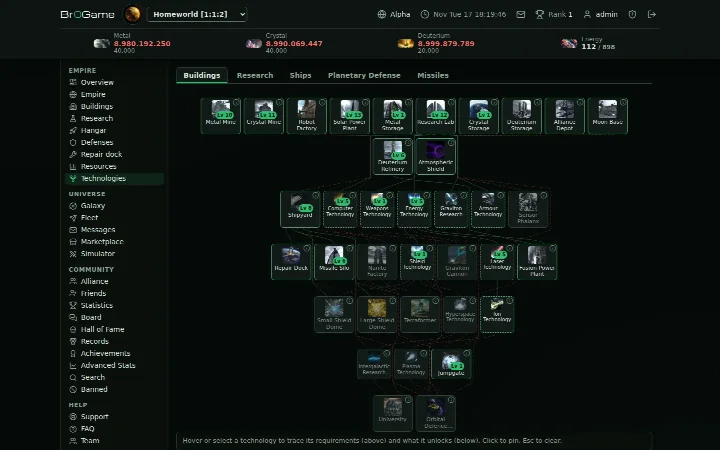 BrOGame
Homeworld [1:1:2]
Alpha
Nov Tue 17 18:19:46
Rank 1
admin
Metal
8.980.192.250
40.000
Crystal
8.990.069.447
40.000
Deuterium
8.999.879.789
20.000
Energy
112 / 898
EMPIRE
Overview
Empire
Buildings
Research
Hangar
Defenses
Repair dock
Resources
Technologies
UNIVERSE
Galaxy
Fleet
Messages
Marketplace
Simulator
COMMUNITY
Alliance
Friends
Statistics
Board
Hall of Fame
Records
Achievements
Advanced Stats
Search
Banned
HELP
Support
FAQ
Team
Buildings
Research
Ships
Planetary Defense
Missiles
Metal Mine
Crystal Mine
Robot
Factory
Solar Power
Plant
Metal
Storage
Research Lab
Crystal
Storage
Deuterium
Storage
Alliance
Depot
Moon Base
Deuterium
Refinery
Atmospheric
Shield
Shipyard
Computer
Technology
Weapons
Technology
Energy
Technology
Graviton
Research
Armour
Technology
Sensor
Phalanx
Repair Dock
Missile Silo
Nanite
Factory
Shield
Technology
Graviton
Cannon
Laser
Technology
Fusion Power
Plant
Small Shield
Dome
Large Shield
Dome
Terraformer
Hyperspace
Technology
Ion
Technology
Intergalactic
Research...
Plasma
Technology
Jumpgate
University
Orbital
Defence...
Hover or select a technology to trace its requirements (above) and what it unlocks (below). Click to pin. Esc to clear.